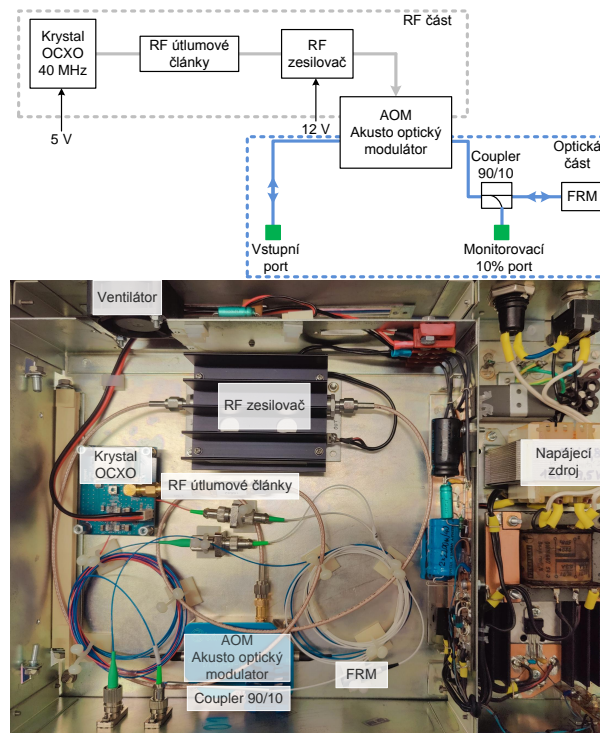 RF část
Krystal
OCXO
40 MHz
RF útlumové
články
RF
zesilovač
5 V
12 V
AOM
Akusto optický
modulátor
Coupler
90/10
Optická
část
FRM
Vstupní
port
Monitorovací
10% port
Ventilátor
RF zesilovač
Krystal
OCXO
RF útlumové články
Napájecí
zdroj
AOM
Akusto optický
modulator
FRM
Coupler 90/10